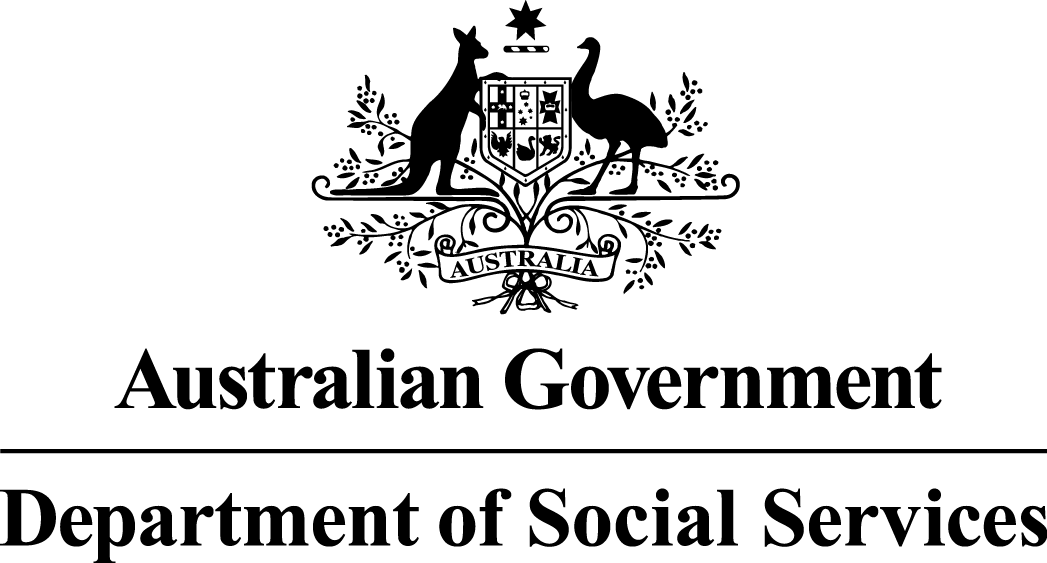 AUSTRALIA
Australian Government
Department of Social Services